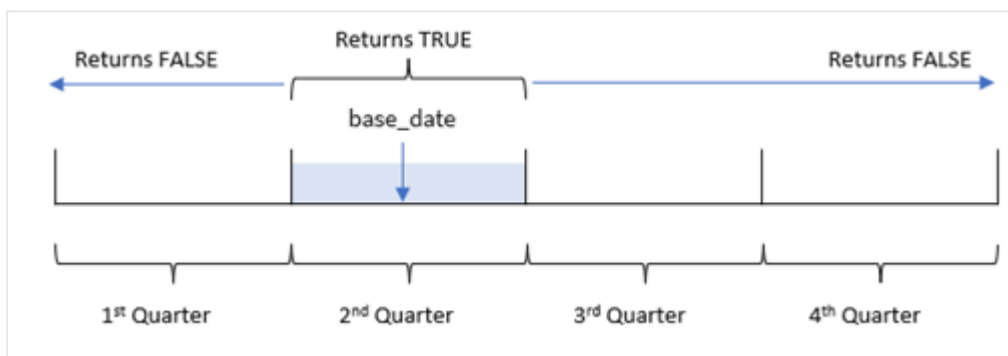 Returns TRUE
Returns FALSE
Returns FALSE
base_date
1st Quarter
2nd Quarter
3rd Quarter
4th Quarter